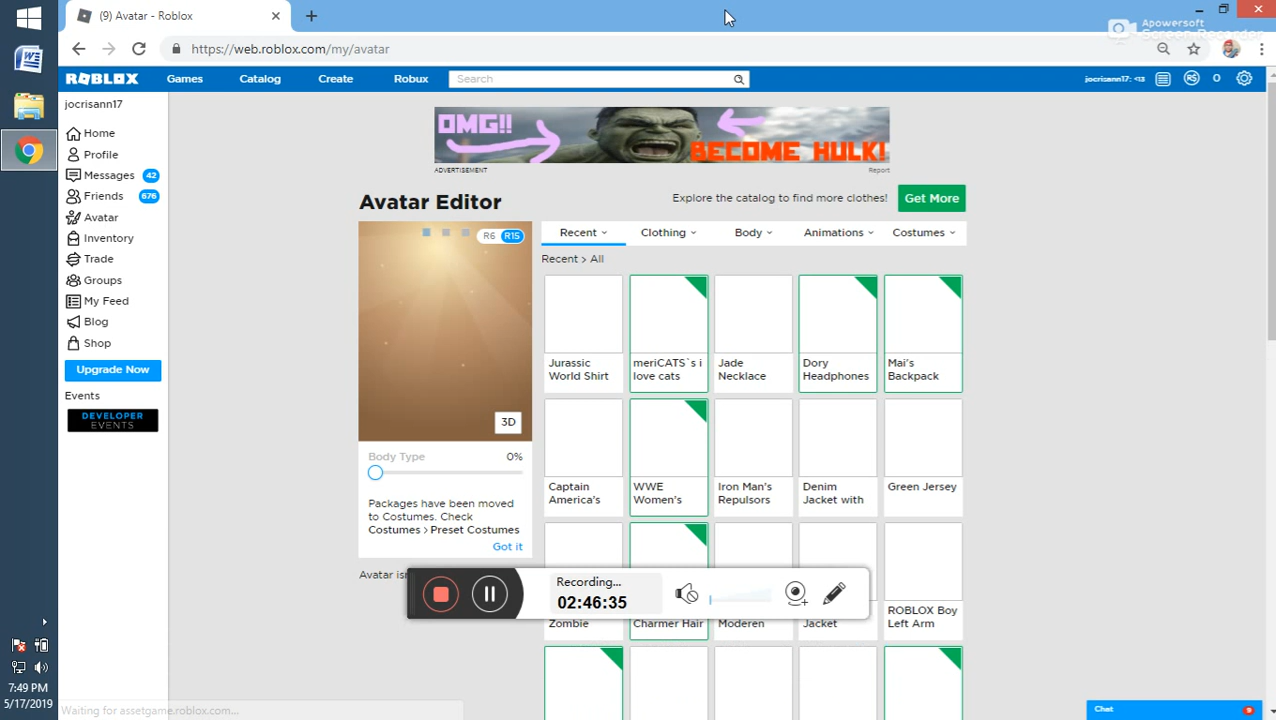 (9) Avatar - Roblox
Apowersoft
Screen Recorder
https://web.roblox.com/my/avatar
ROBLOX
Games
Catalog
Create
Robux
Search
jocrisann17: <13
0
jocrisann17
Home
Profile
Messages 42
Friends 676
Avatar
Inventory
Trade
Groups
My Feed
Blog
Shop
Upgrade Now
Events
DEVELOPER
EVENTS
OMG!!
BECOME HULK!
ADVERTISEMENT
Report
Avatar Editor
Explore the catalog to find more clothes!
Get More
R6 R15
3D
Body Type 0%
Packages have been moved
to Costumes. Check
Costumes > Preset Costumes
Got it
Recent
Clothing
Body
Animations
Costumes
Recent > All
Jurassic
World Shirt
meriCATS`s i
love cats
Jade
Necklace
Dory
Headphones
Mai's
Backpack
Captain
America's
WWE
Women's
Iron Man's
Repulsors
Denim
Jacket with
Green Jersey
Zombie
Charmer Hair
Moderen
Jacket
ROBLOX Boy
Left Arm
Recording...
02:46:35
7:49 PM
5/17/2019
Waiting for assetgame.roblox.com...
Chat
9